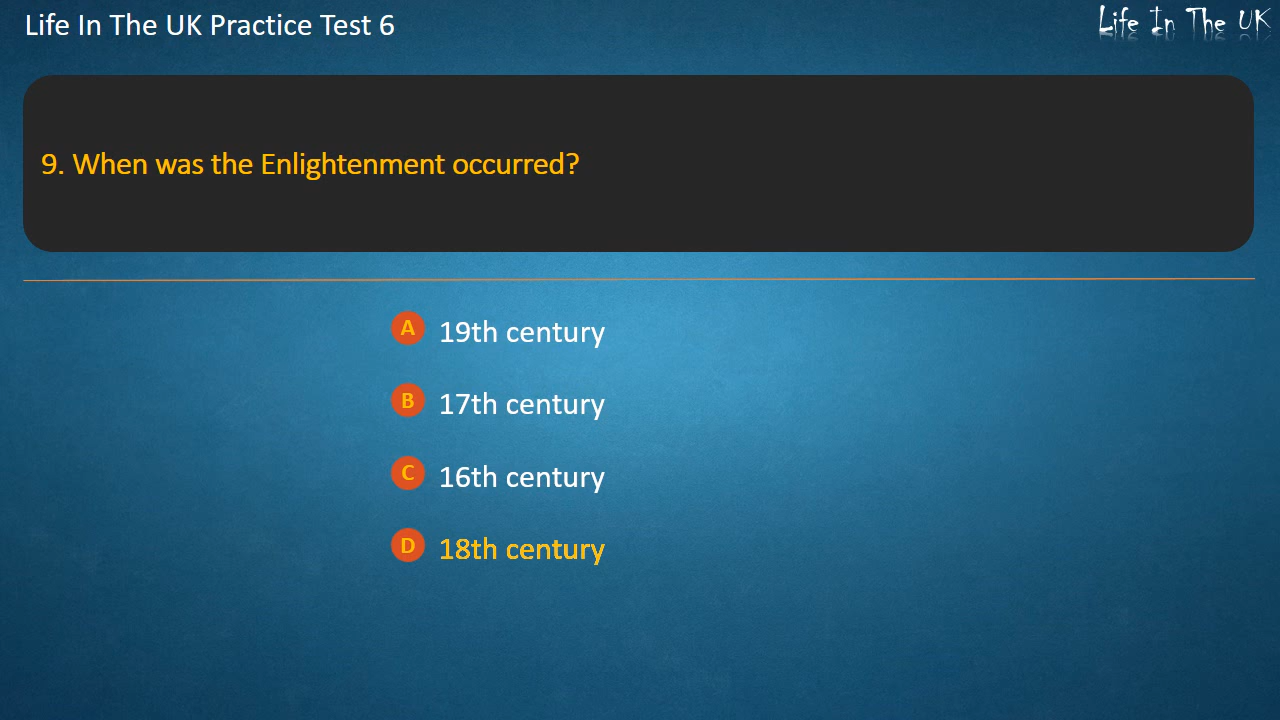 Life In The UK Practice Test 6
Life In The UK
9. When was the Enlightenment occurred?
A 19th century
B 17th century
C 16th century
D 18th century